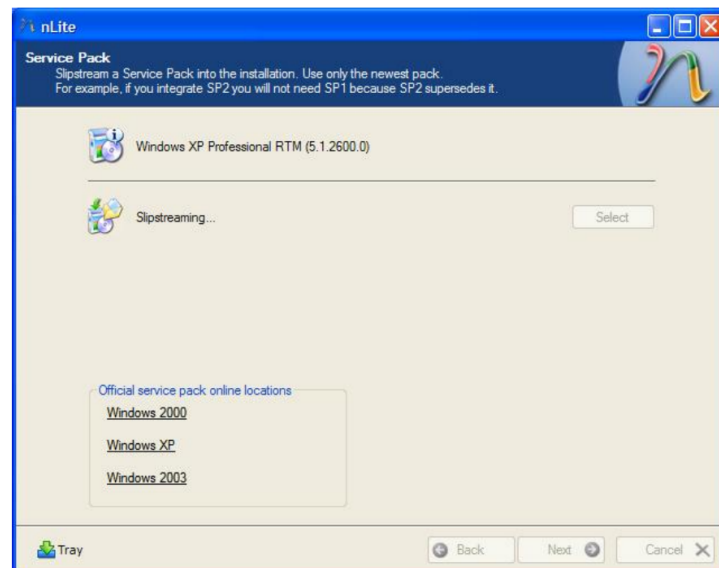 nLite
Service Pack
Slipstream a Service Pack into the installation. Use only the newest pack.
For example, if you integrate SP2 you will not need SP1 because SP2 supersedes it.
Windows XP Professional RTM (5.1.2600.0)
Slipstreaming...
Select
Official service pack online locations
Windows 2000
Windows XP
Windows 2003
Tray
Back
Next
Cancel